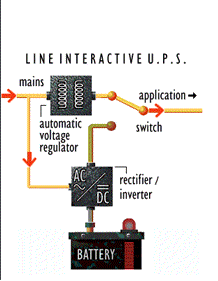 LINE INTERACTIVE U.P.S.
mains
application
automatic
voltage
regulator
switch
AC
DC
rectifier /
inverter
BATTERY